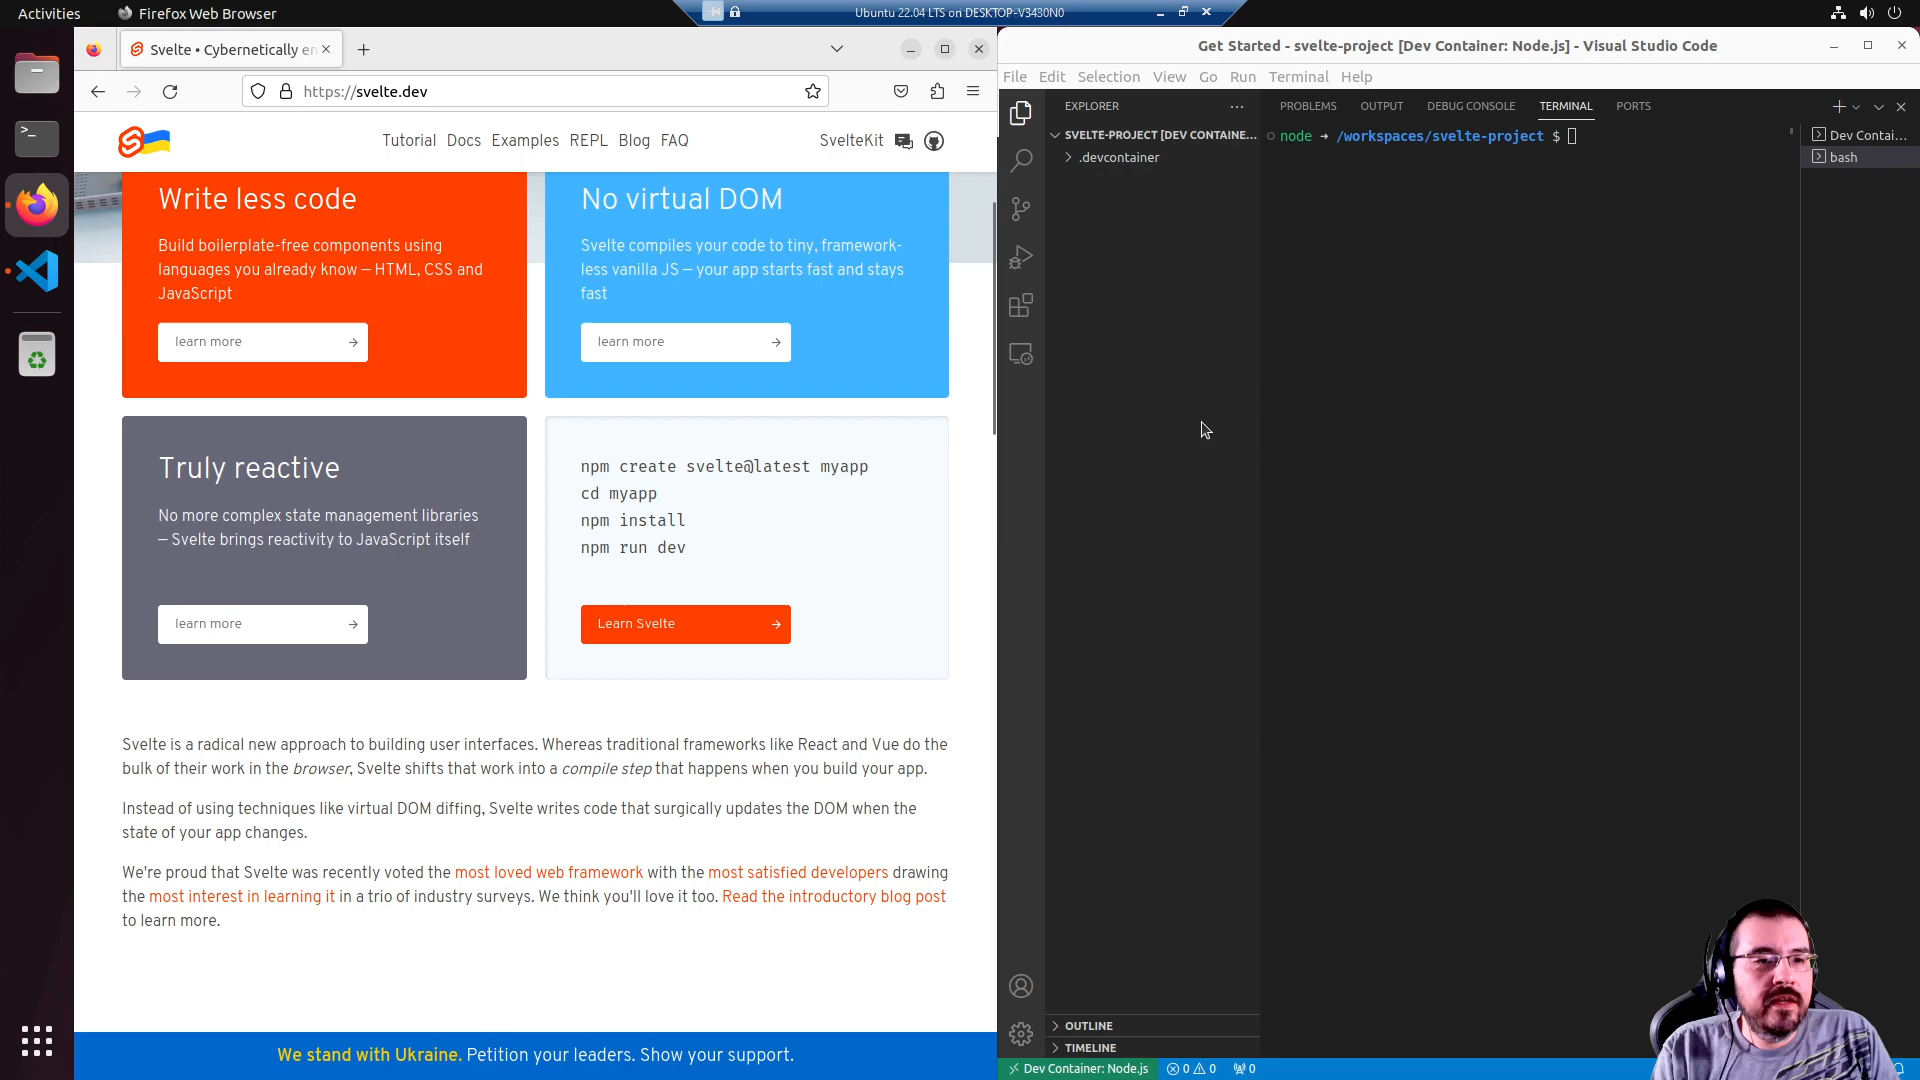 Activities
Firefox Web Browser
Ubuntu 22.04 LTS on DESKTOP-V3430N0
Svelte • Cybernetically en
https://svelte.dev
Tutorial Docs Examples REPL Blog FAQ
SvelteKit
Write less code
Build boilerplate-free components using
languages you already know — HTML, CSS and
JavaScript
learn more
No virtual DOM
Svelte compiles your code to tiny, framework-
less vanilla JS — your app starts fast and stays
fast
learn more
Truly reactive
No more complex state management libraries
— Svelte brings reactivity to JavaScript itself
learn more
npm create svelte@latest myapp
cd myapp
npm install
npm run dev
Learn Svelte
Svelte is a radical new approach to building user interfaces. Whereas traditional frameworks like React and Vue do the
bulk of their work in the browser, Svelte shifts that work into a compile step that happens when you build your app.
Instead of using techniques like virtual DOM diffing, Svelte writes code that surgically updates the DOM when the
state of your app changes.
We're proud that Svelte was recently voted the most loved web framework with the most satisfied developers drawing
the most interest in learning it in a trio of industry surveys. We think you'll love it too. Read the introductory blog post
to learn more.
We stand with Ukraine. Petition your leaders. Show your support.
Get Started - svelte-project [Dev Container: Node.js] - Visual Studio Code
File Edit Selection View Go Run Terminal Help
EXPLORER
SVELTE-PROJECT [DEV CONTAINE...
.devcontainer
OUTLINE
TIMELINE
PROBLEMS OUTPUT DEBUG CONSOLE TERMINAL PORTS
node ➜ /workspaces/svelte-project $
Dev Contai...
bash
Dev Container: Node.js
0 0 0